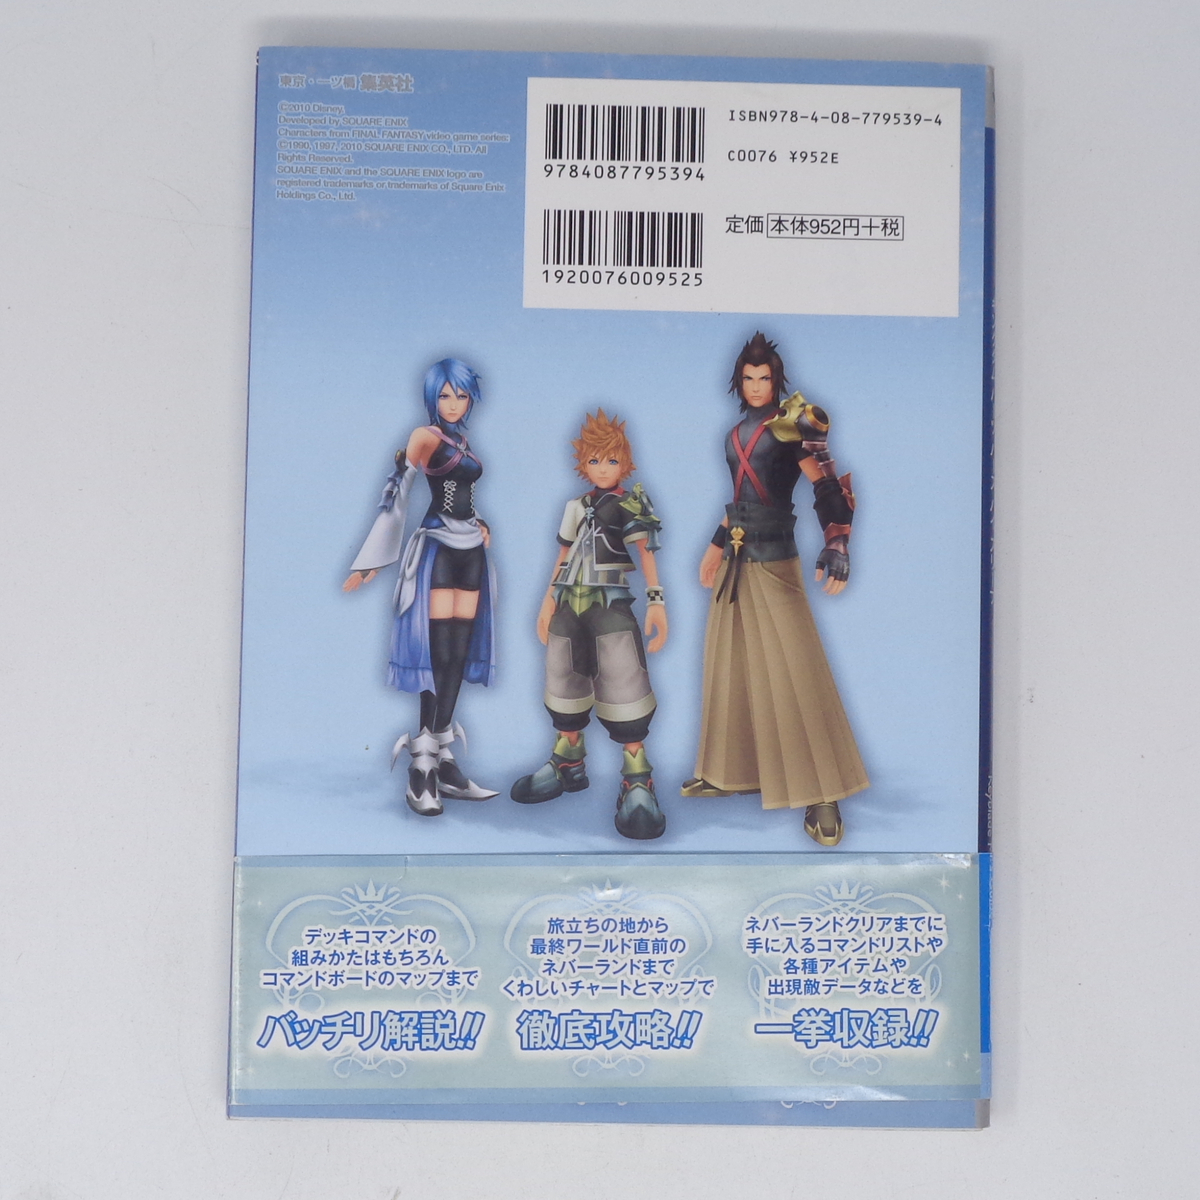 東京・一ツ橋 集英社
©2010 Disney.
Developed by SQUARE ENIX
Characters from FINAL FANTASY video game series:
©1990, 1997, 2010 SQUARE ENIX CO., LTD. All
Rights Reserved.
SQUARE ENIX and the SQUARE ENIX logo are
registered trademarks or trademarks of Square Enix
Holdings Co., Ltd.
9784087795394
ISBN978-4-08-779539-4
C0076 ¥952E
1920076009525
定価 本体952円+税
デッキコマンドの
組みかたはもちろん
コマンドボードのマップまで
バッチリ解説!!
旅立ちの地から
最終ワールド直前の
ネバーランドまで
くわしいチャートとマップで
徹底攻略!!
ネバーランドクリアまでに
手に入るコマンドリストや
各種アイテムや
出現敵データなどを
一挙収録!!